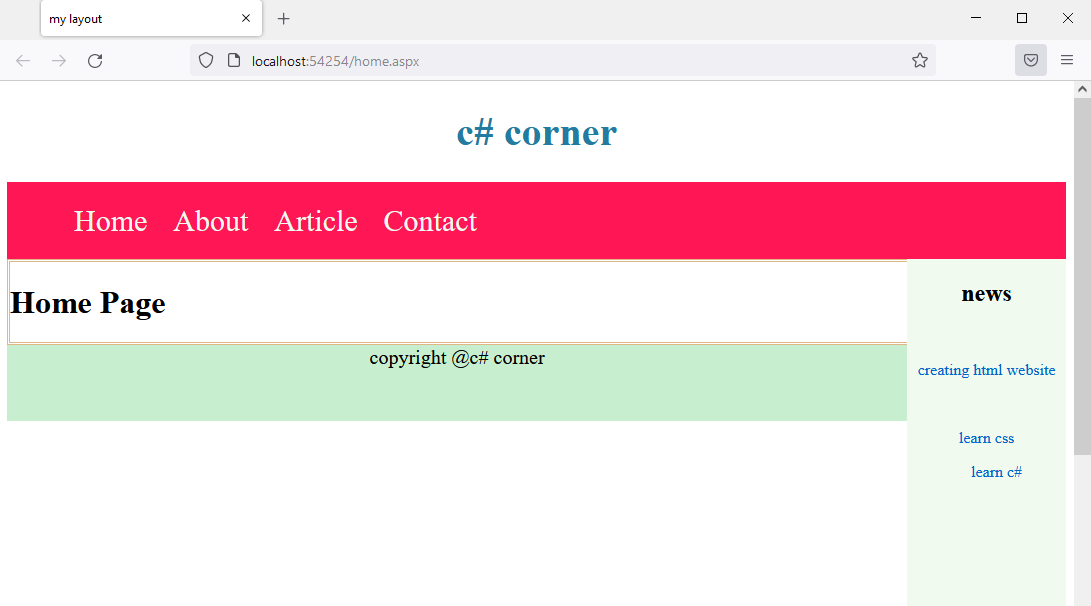 my layout
localhost:54254/home.aspx
c# corner
Home About Article Contact
Home Page
copyright @c# corner
news
creating html website
learn css
learn c#